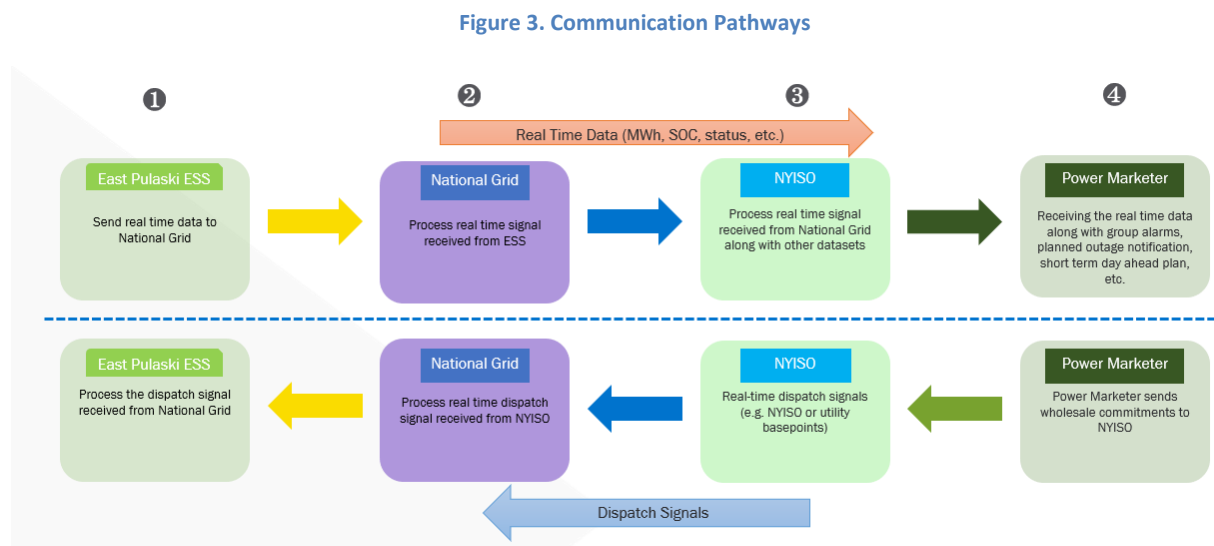 Figure 3. Communication Pathways
❶
❷
❸
❹
Real Time Data (MWh, SOC, status, etc.)
East Pulaski ESS
Send real time data to
National Grid
National Grid
Process real time signal
received from ESS
NYISO
Process real time signal
received from National Grid
along with other datasets
Power Marketer
Receiving the real time data
along with group alarms,
planned outage notification,
short term day ahead plan,
etc.
East Pulaski ESS
Process the dispatch signal
received from National Grid
National Grid
Process real time dispatch
signal received from NYISO
NYISO
Real-time dispatch signals
(e.g. NYISO or utility
basepoints)
Power Marketer
Power Marketer sends
wholesale commitments to
NYISO
Dispatch Signals